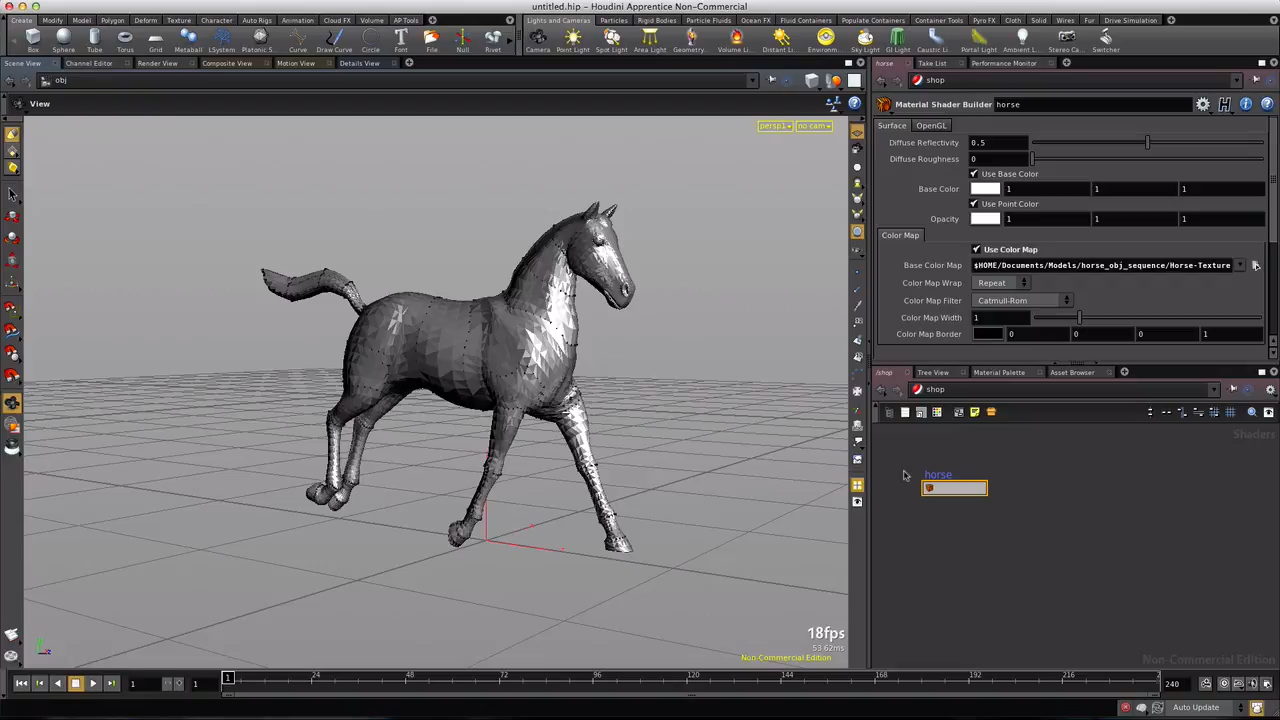 untitled.hip - Houdini Apprentice Non-Commercial
Create Modify Model Polygon Deform Texture Character Auto Rigs Animation Cloud FX Volume AP Tools
Lights and Cameras Particles Rigid Bodies Particle Fluids Ocean FX Fluid Containers Populate Containers Container Tools Pyro FX Cloth Solid Wires Fur Drive Simulation
Box Sphere Tube Torus Grid Metaball LSystem Platonic S... Curve Draw Curve Circle Font File Null Rivet
Camera Point Light Spot Light Area Light Geometry... Volume Li... Distant Li... Environm... Sky Light GI Light Caustic Li... Portal Light Ambient L... Stereo Ca... Switcher
Scene View Channel Editor Render View Composite View Motion View Details View
horse Take List Performance Monitor
obj
shop
View
Material Shader Builder horse
persp1 no cam
Surface OpenGL
Diffuse Reflectivity 0.5
Diffuse Roughness 0
Use Base Color
Base Color 1 1 1
Use Point Color
Opacity 1 1 1
Color Map
Use Color Map
Base Color Map $HOME/Documents/Models/horse_obj_sequence/Horse-Texture
Color Map Wrap Repeat
Color Map Filter Catmull-Rom
Color Map Width 1
Color Map Border 0 0 0 1
/shop Tree View Material Palette Asset Browser
shop
Shaders
horse
18fps
53.62ms
Non-Commercial Edition
Non-Commercial Edition
1 1 1 24 48 72 96 120 144 168 192 216 2 240
Auto Update